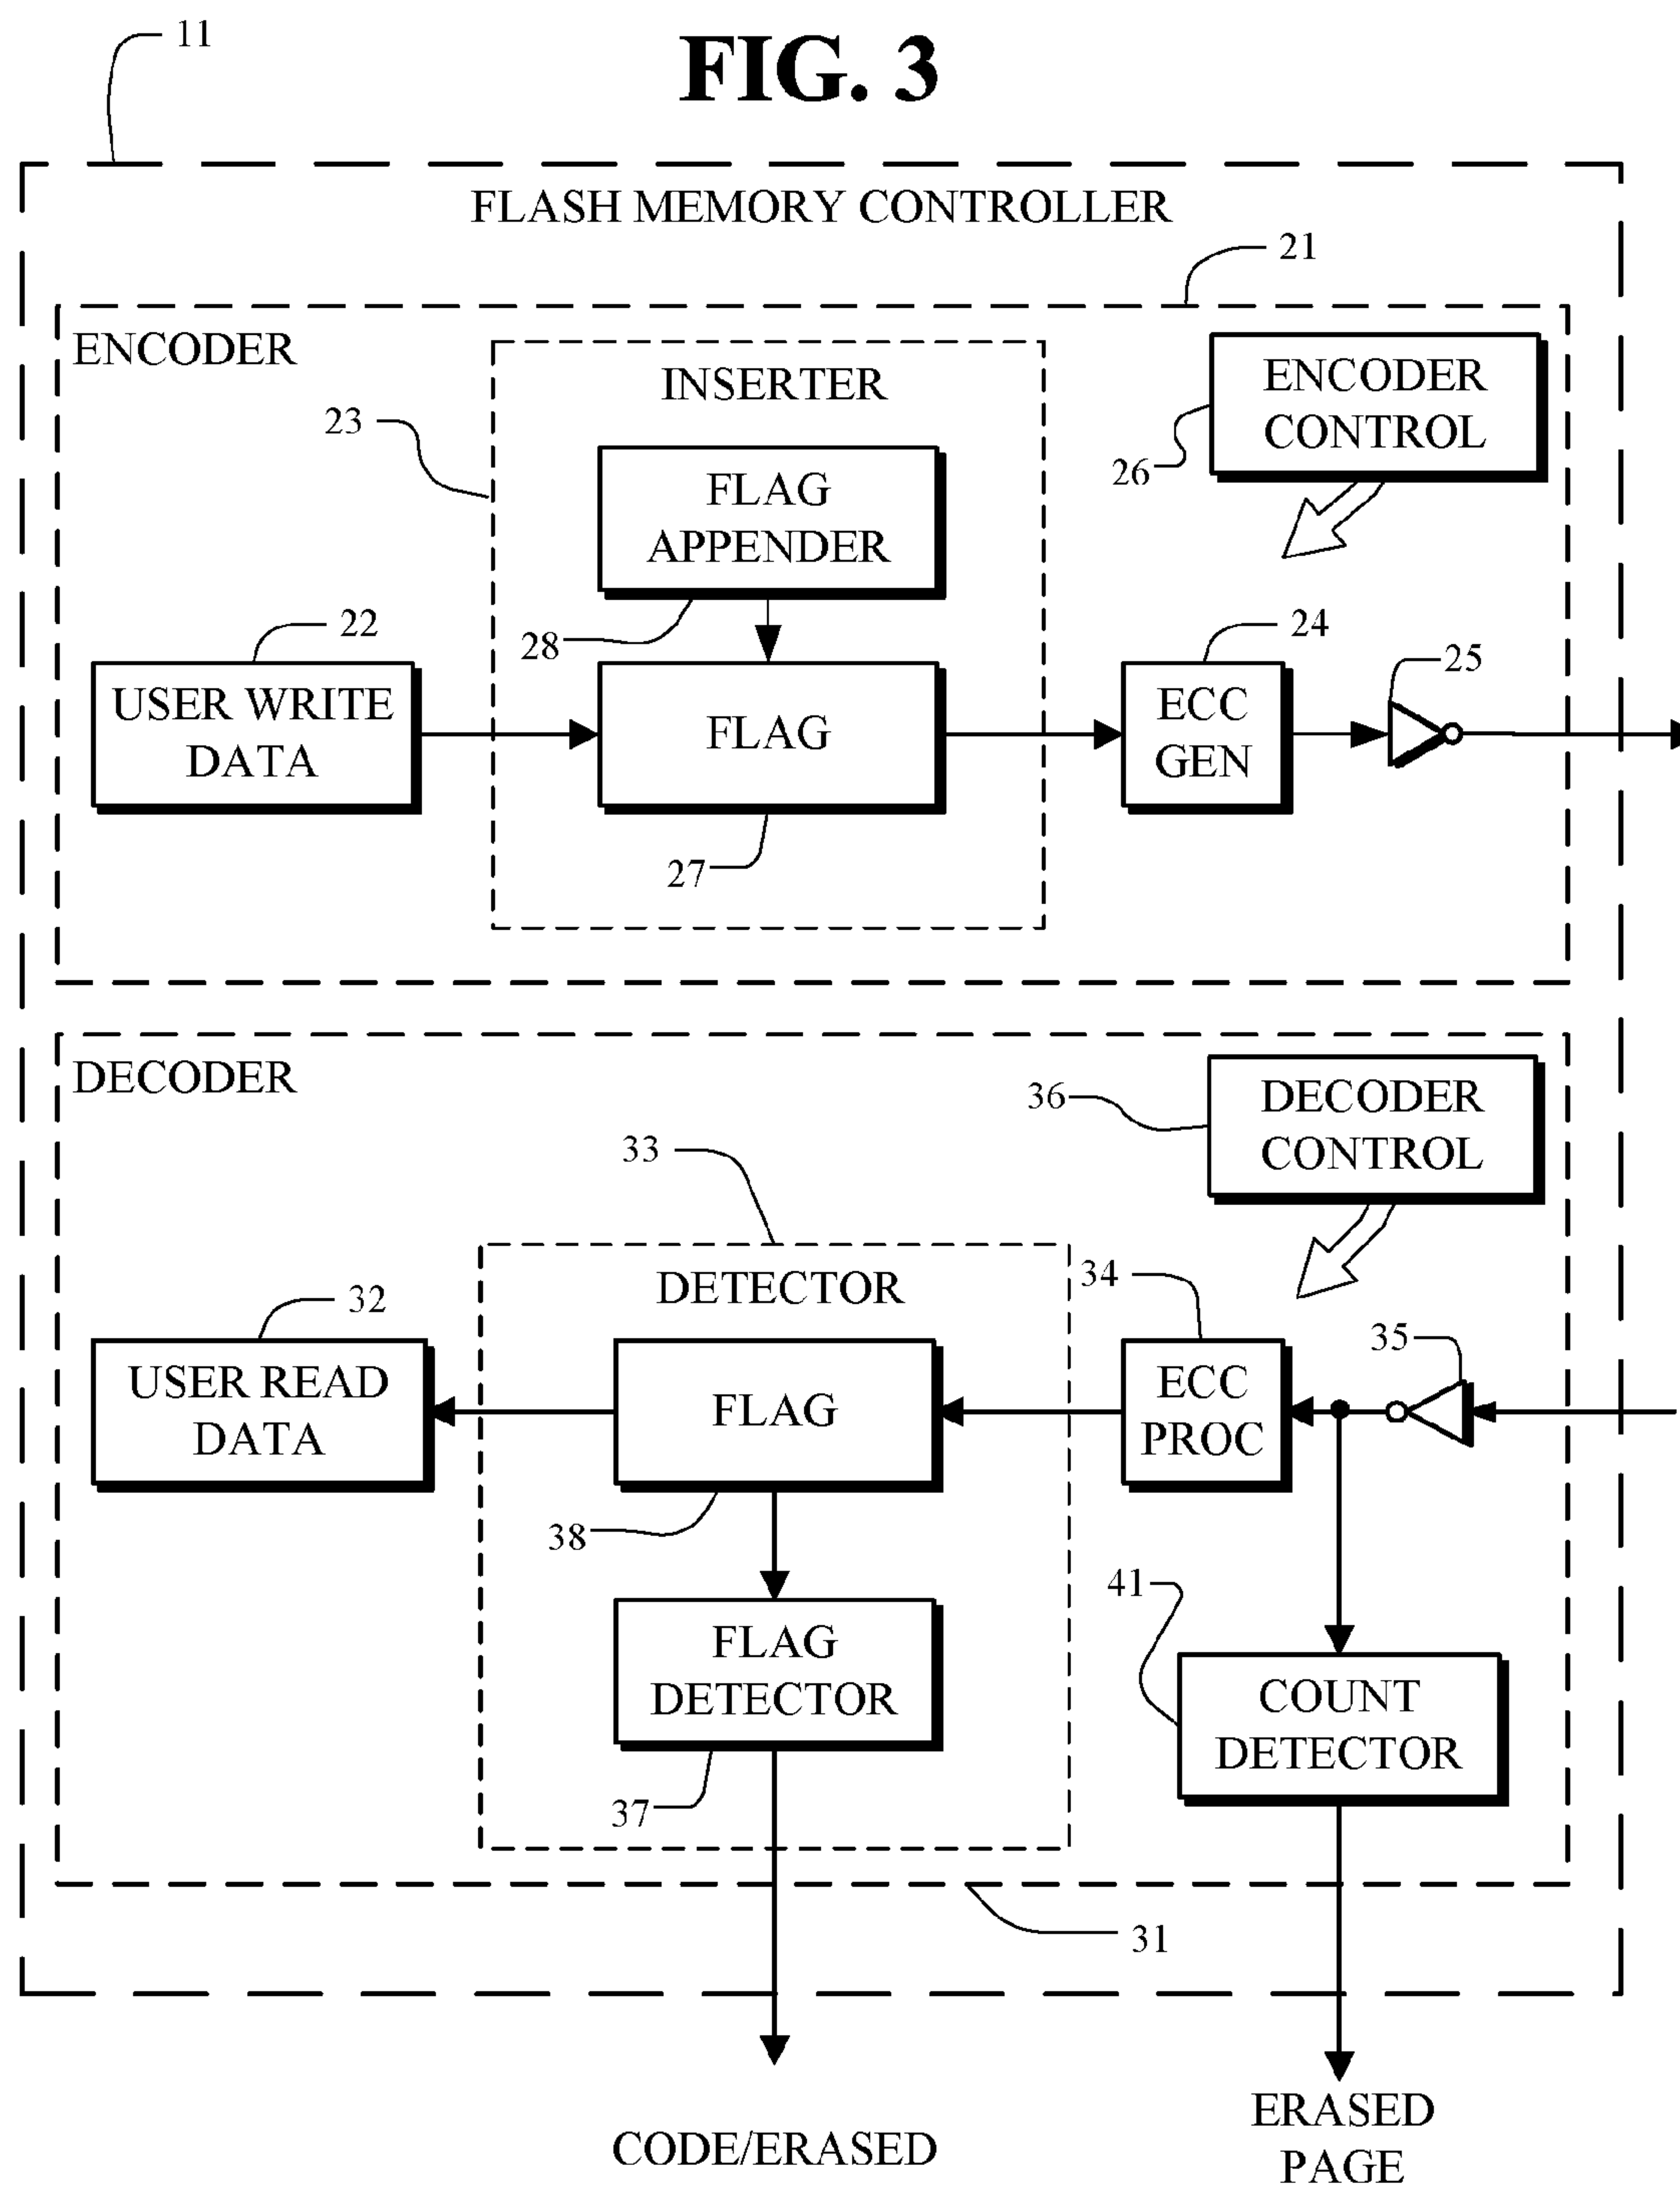 11
FIG. 3
FLASH MEMORY CONTROLLER
21
ENCODER
INSERTER
ENCODER
CONTROL
23
26
FLAG
APPENDER
28
22
24
25
USER WRITE
DATA
FLAG
ECC
GEN
27
DECODER
DECODER
CONTROL
36
33
DETECTOR
34
32
35
USER READ
DATA
FLAG
ECC
PROC
38
41
FLAG
DETECTOR
COUNT
DETECTOR
37
31
CODE/ERASED
ERASED
PAGE